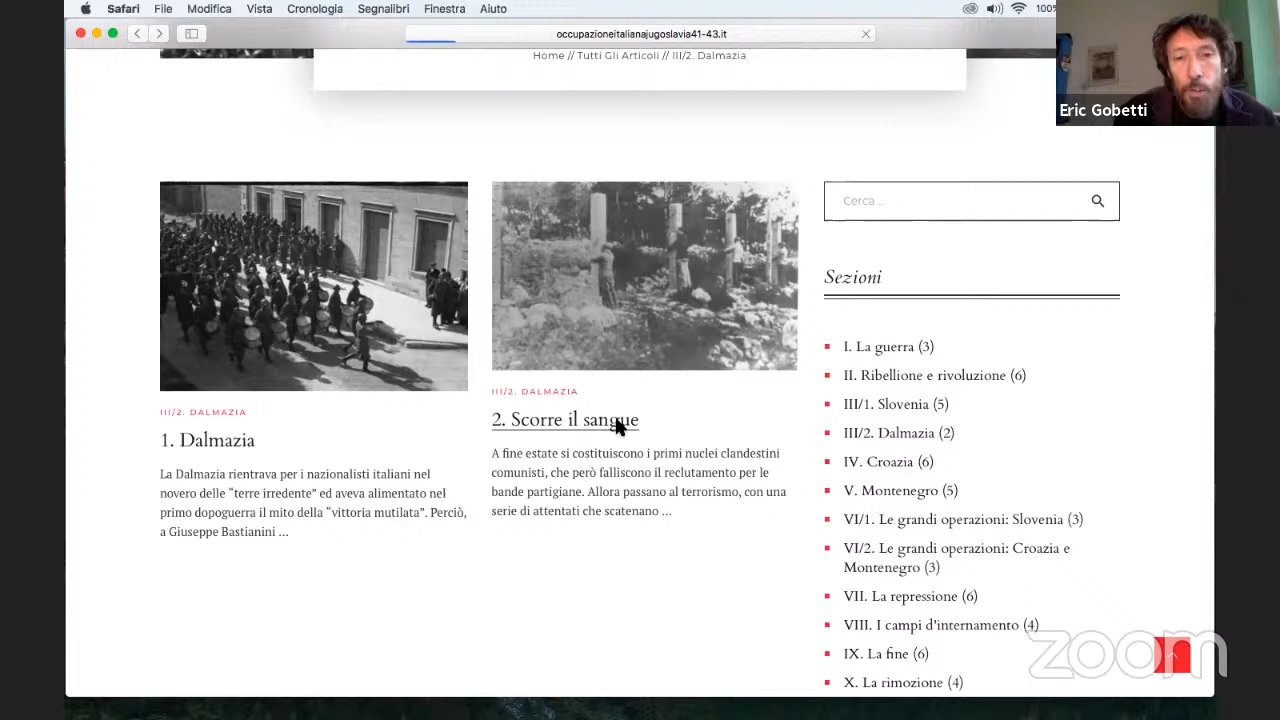 Safari File Modifica Vista Cronologia Segnalibri Finestra Aiuto 100%
occupazioneitalianajugoslavia41-43.it
Home // Tutti Gli Articoli // III/2. Dalmazia
Eric Gobetti
III/2. DALMAZIA
1. Dalmazia
La Dalmazia rientrava per i nazionalisti italiani nel
novero delle “terre irredente” ed aveva alimentato nel
primo dopoguerra il mito della “vittoria mutilata”. Perciò,
a Giuseppe Bastianini ...
III/2. DALMAZIA
2. Scorre il sangue
A fine estate si costituiscono i primi nuclei clandestini
comunisti, che però falliscono il reclutamento per le
bande partigiane. Allora passano al terrorismo, con una
serie di attentati che scatenano ...
Cerca ...
Sezioni
I. La guerra (3)
II. Ribellione e rivoluzione (6)
III/1. Slovenia (5)
III/2. Dalmazia (2)
IV. Croazia (6)
V. Montenegro (5)
VI/1. Le grandi operazioni: Slovenia (3)
VI/2. Le grandi operazioni: Croazia e
Montenegro (3)
VII. La repressione (6)
VIII. I campi d'internamento (4)
IX. La fine (6)
X. La rimozione (4)
zoom